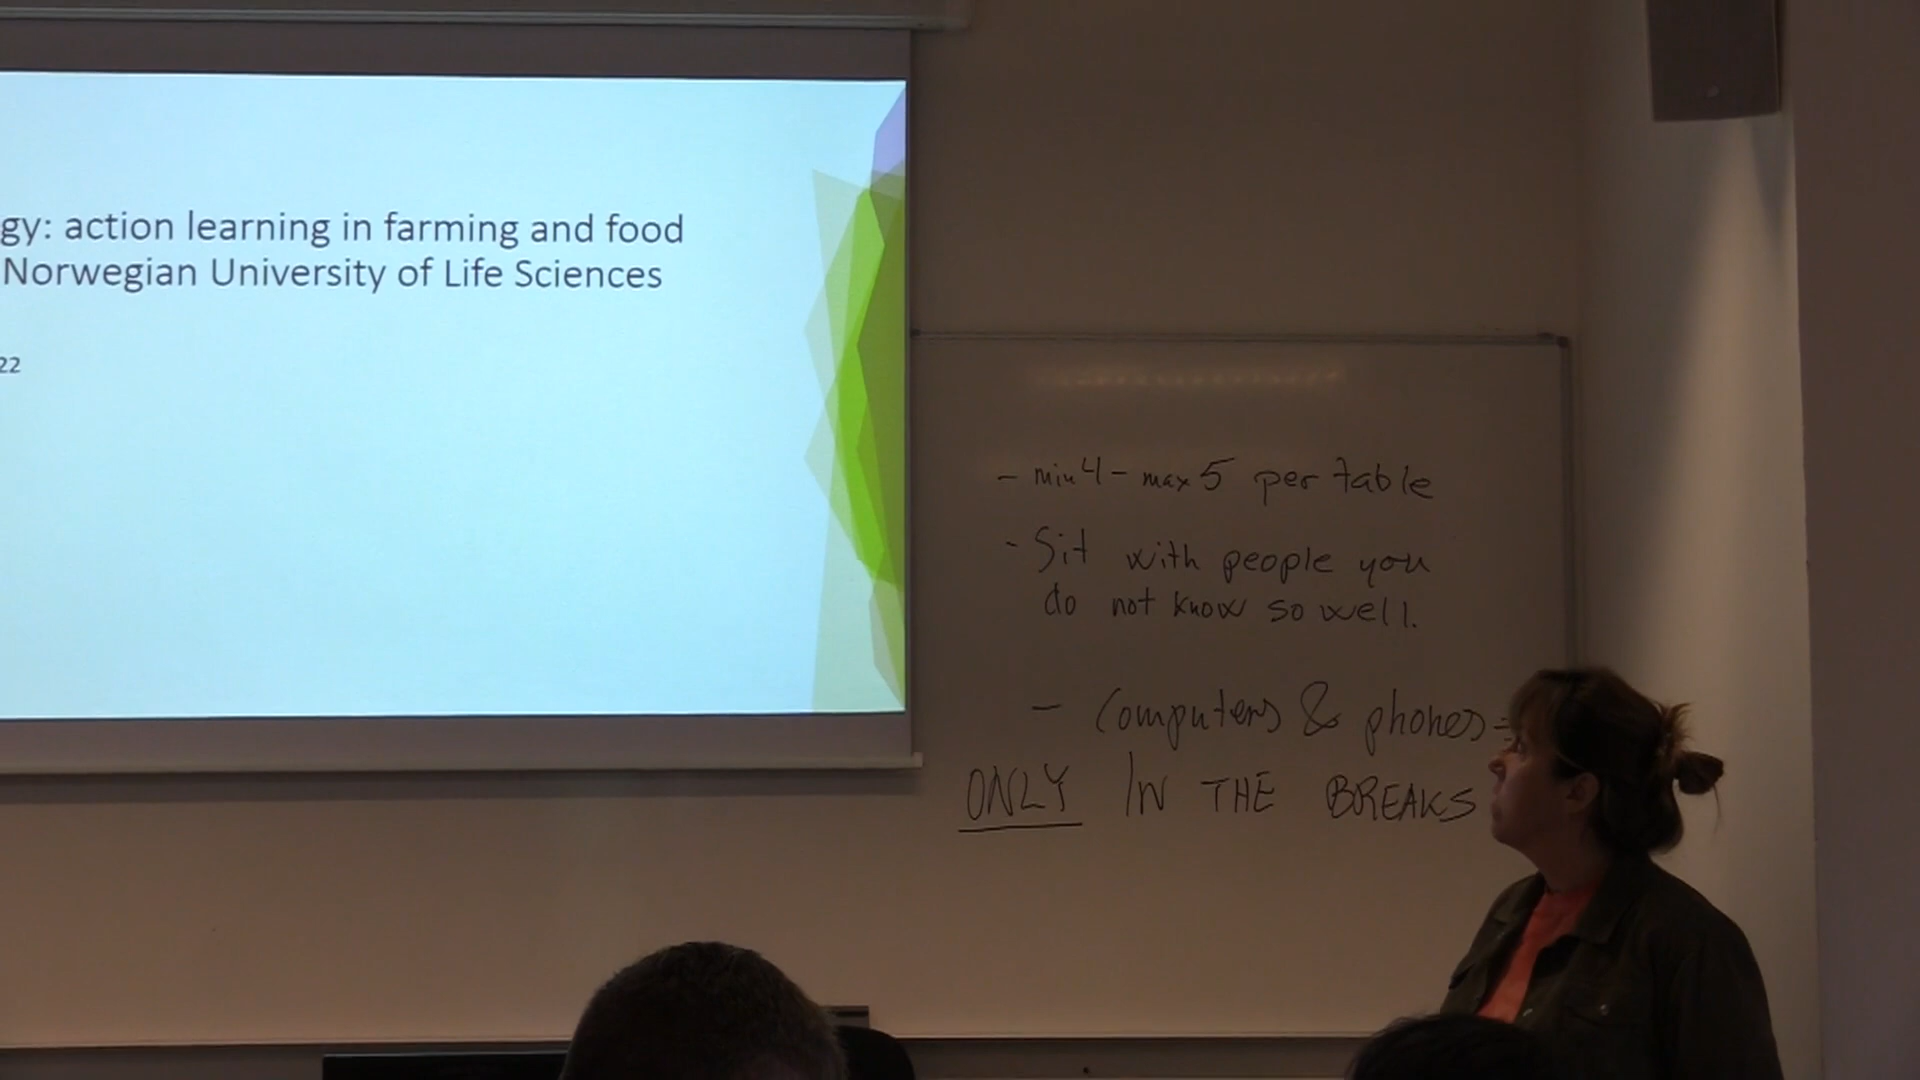 gy: action learning in farming and food
Norwegian University of Life Sciences
22
- min 4 - max 5 per table
- Sit with people you
do not know so well.
- Computers & phones =
ONLY IN THE BREAKS